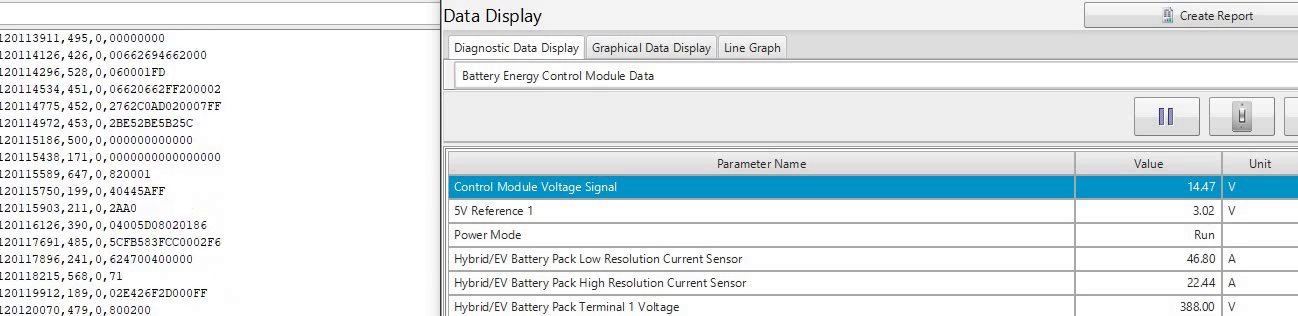 120113911,495,0,00000000
120114126,426,0,00662694662000
120114296,528,0,060001FD
120114534,451,0,06620662FF200002
120114775,452,0,2762C0AD020007FF
120114972,453,0,2BE52BE5B25C
120115186,500,0,000000000000
120115438,171,0,0000000000000000
120115589,647,0,820001
120115750,199,0,40445AFF
120115903,211,0,2AA0
120116126,390,0,04005D08020186
120117691,485,0,5CFB583FCC0002F6
120117896,241,0,624700400000
120118215,568,0,71
120119912,189,0,02E426F2D000FF
120120070,479,0,800200
Data Display
Create Report
Diagnostic Data Display Graphical Data Display Line Graph
Battery Energy Control Module Data
Parameter Name Value Unit
Control Module Voltage Signal 14.47 V
5V Reference 1 3.02 V
Power Mode Run
Hybrid/EV Battery Pack Low Resolution Current Sensor 46.80 A
Hybrid/EV Battery Pack High Resolution Current Sensor 22.44 A
Hybrid/EV Battery Pack Terminal 1 Voltage 388.00 V